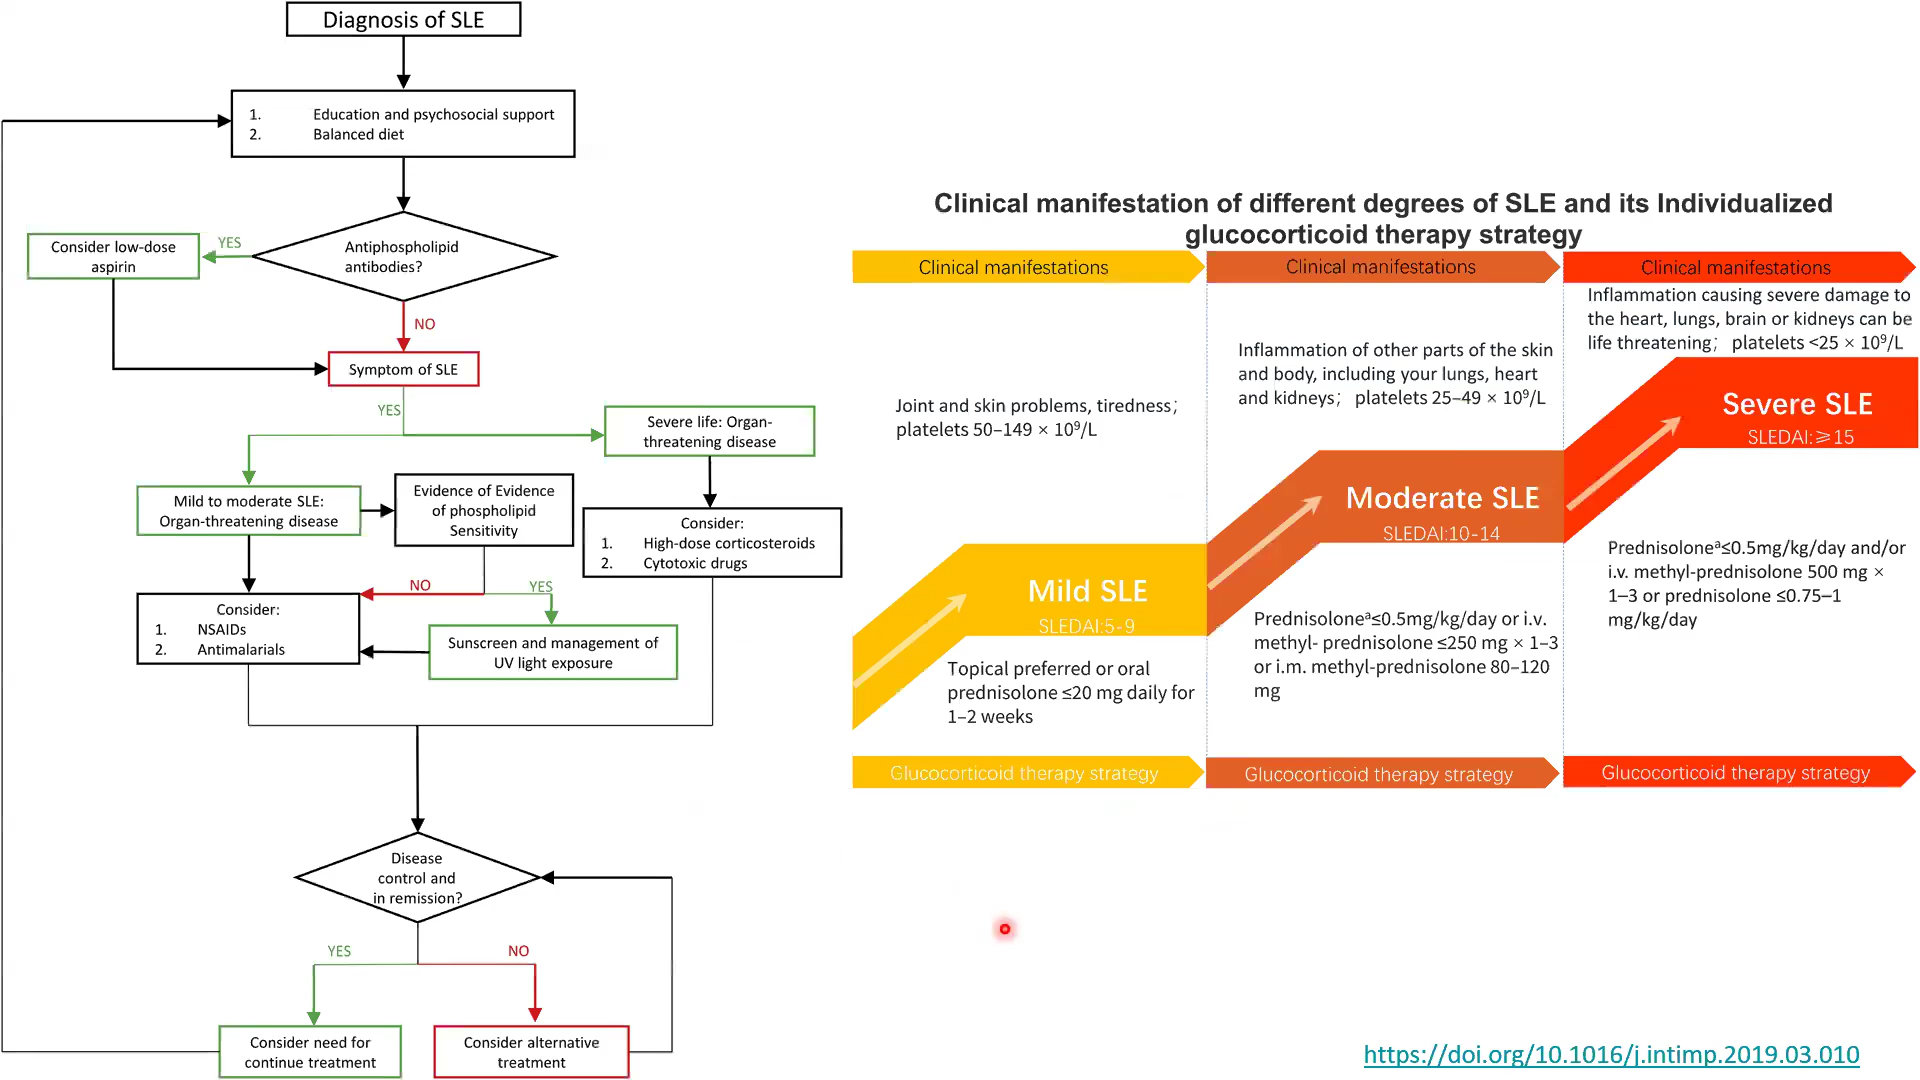 Diagnosis of SLE
1. Education and psychosocial support
2. Balanced diet
Antiphospholipid
antibodies?
YES
Consider low-dose
aspirin
NO
Symptom of SLE
YES
Severe life: Organ-
threatening disease
Mild to moderate SLE:
Organ-threatening disease
Evidence of Evidence
of phospholipid
Sensitivity
Consider:
1. High-dose corticosteroids
2. Cytotoxic drugs
NO
YES
Consider:
1. NSAIDs
2. Antimalarials
Sunscreen and management of
UV light exposure
Disease
control and
in remission?
YES
NO
Consider need for
continue treatment
Consider alternative
treatment
Clinical manifestation of different degrees of SLE and its Individualized
glucocorticoid therapy strategy
Clinical manifestations
Clinical manifestations
Clinical manifestations
Joint and skin problems, tiredness；
platelets 50–149 × 10⁹/L
Inflammation of other parts of the skin
and body, including your lungs, heart
and kidneys； platelets 25–49 × 10⁹/L
Inflammation causing severe damage to
the heart, lungs, brain or kidneys can be
life threatening； platelets <25 × 10⁹/L
Mild SLE
SLEDAI:5-9
Moderate SLE
SLEDAI:10-14
Severe SLE
SLEDAI:≥15
Topical preferred or oral
prednisolone ≤20 mg daily for
1–2 weeks
Prednisoloneᵃ≤0.5mg/kg/day or i.v.
methyl- prednisolone ≤250 mg × 1–3
or i.m. methyl-prednisolone 80–120
mg
Prednisoloneᵃ≤0.5mg/kg/day and/or
i.v. methyl-prednisolone 500 mg ×
1–3 or prednisolone ≤0.75–1
mg/kg/day
Glucocorticoid therapy strategy
Glucocorticoid therapy strategy
Glucocorticoid therapy strategy
https://doi.org/10.1016/j.intimp.2019.03.010